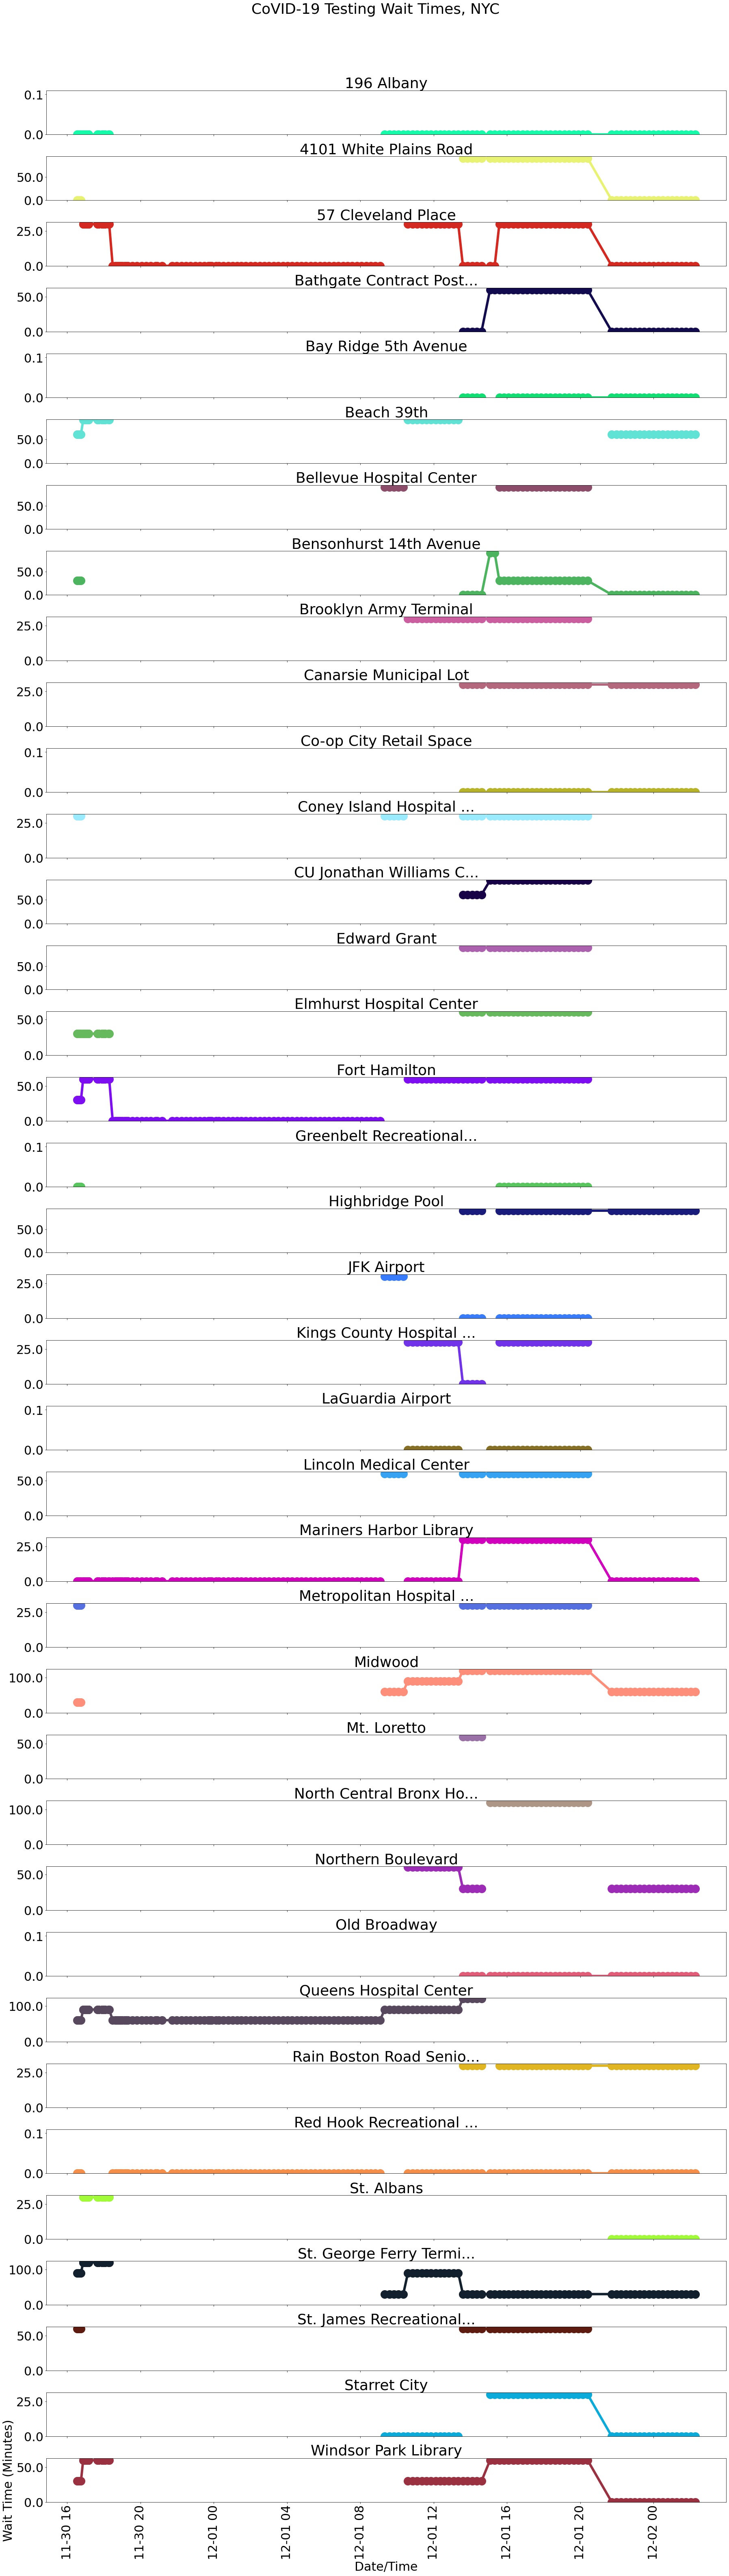 CoVID-19 Testing Wait Times, NYC
196 Albany
0.1
0.0
4101 White Plains Road
50.0
0.0
57 Cleveland Place
25.0
0.0
Bathgate Contract Post...
50.0
0.0
Bay Ridge 5th Avenue
0.1
0.0
Beach 39th
50.0
0.0
Bellevue Hospital Center
50.0
0.0
Bensonhurst 14th Avenue
50.0
0.0
Brooklyn Army Terminal
25.0
0.0
Canarsie Municipal Lot
25.0
0.0
Co-op City Retail Space
0.1
0.0
Coney Island Hospital ...
25.0
0.0
CU Jonathan Williams C...
50.0
0.0
Edward Grant
50.0
0.0
Elmhurst Hospital Center
50.0
0.0
Fort Hamilton
50.0
0.0
Greenbelt Recreational...
0.1
0.0
Highbridge Pool
50.0
0.0
JFK Airport
25.0
0.0
Kings County Hospital ...
25.0
0.0
LaGuardia Airport
0.1
0.0
Lincoln Medical Center
50.0
0.0
Mariners Harbor Library
25.0
0.0
Metropolitan Hospital ...
25.0
0.0
Midwood
100.0
0.0
Mt. Loretto
50.0
0.0
North Central Bronx Ho...
100.0
0.0
Northern Boulevard
50.0
0.0
Old Broadway
0.1
0.0
Queens Hospital Center
100.0
0.0
Rain Boston Road Senio...
25.0
0.0
Red Hook Recreational ...
0.1
0.0
St. Albans
25.0
0.0
St. George Ferry Termi...
100.0
0.0
St. James Recreational...
50.0
0.0
Starret City
25.0
0.0
Windsor Park Library
50.0
0.0
Wait Time (Minutes)
11-30 16
11-30 20
12-01 00
12-01 04
12-01 08
12-01 12
12-01 16
12-01 20
12-02 00
Date/Time